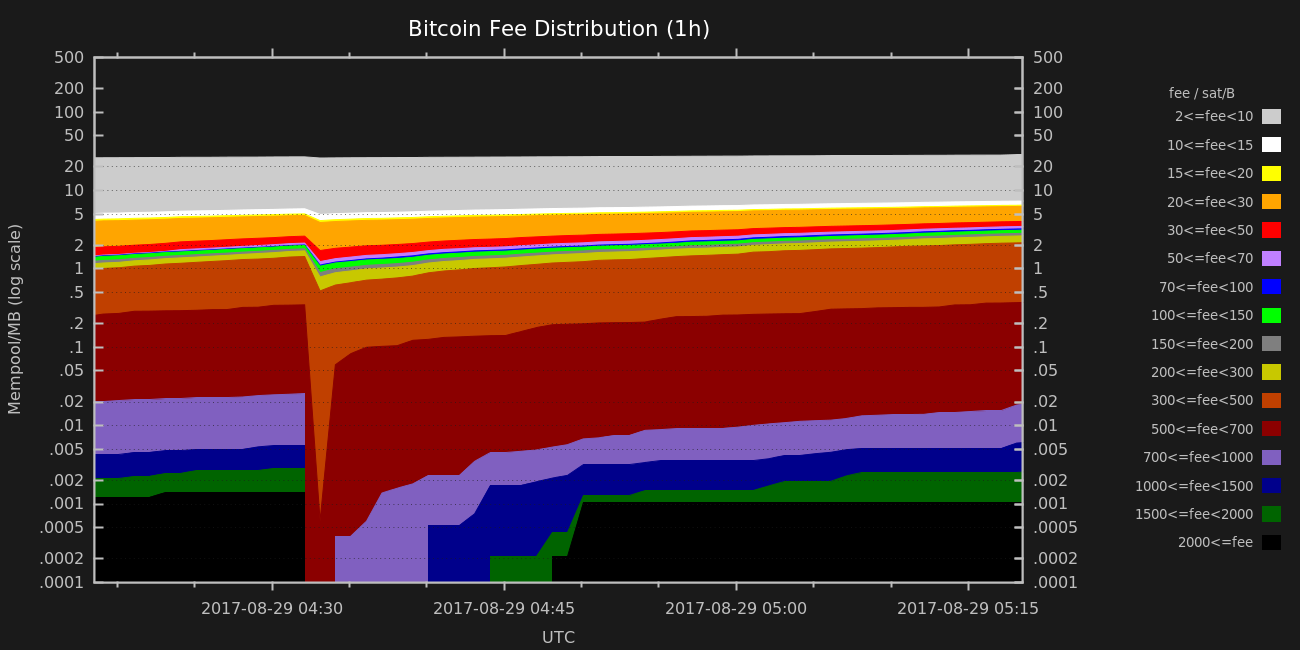 Bitcoin Fee Distribution (1h)
500
200
100
50
20
10
5
2
1
.5
.2
.1
.05
.02
.01
.005
.002
.001
.0005
.0002
.0001
Mempool/MB (log scale)
500
200
100
50
20
10
5
2
1
.5
.2
.1
.05
.02
.01
.005
.002
.001
.0005
.0002
.0001
2017-08-29 04:30 2017-08-29 04:45 2017-08-29 05:00 2017-08-29 05:15
UTC
fee / sat/B
2<=fee<10
10<=fee<15
15<=fee<20
20<=fee<30
30<=fee<50
50<=fee<70
70<=fee<100
100<=fee<150
150<=fee<200
200<=fee<300
300<=fee<500
500<=fee<700
700<=fee<1000
1000<=fee<1500
1500<=fee<2000
2000<=fee